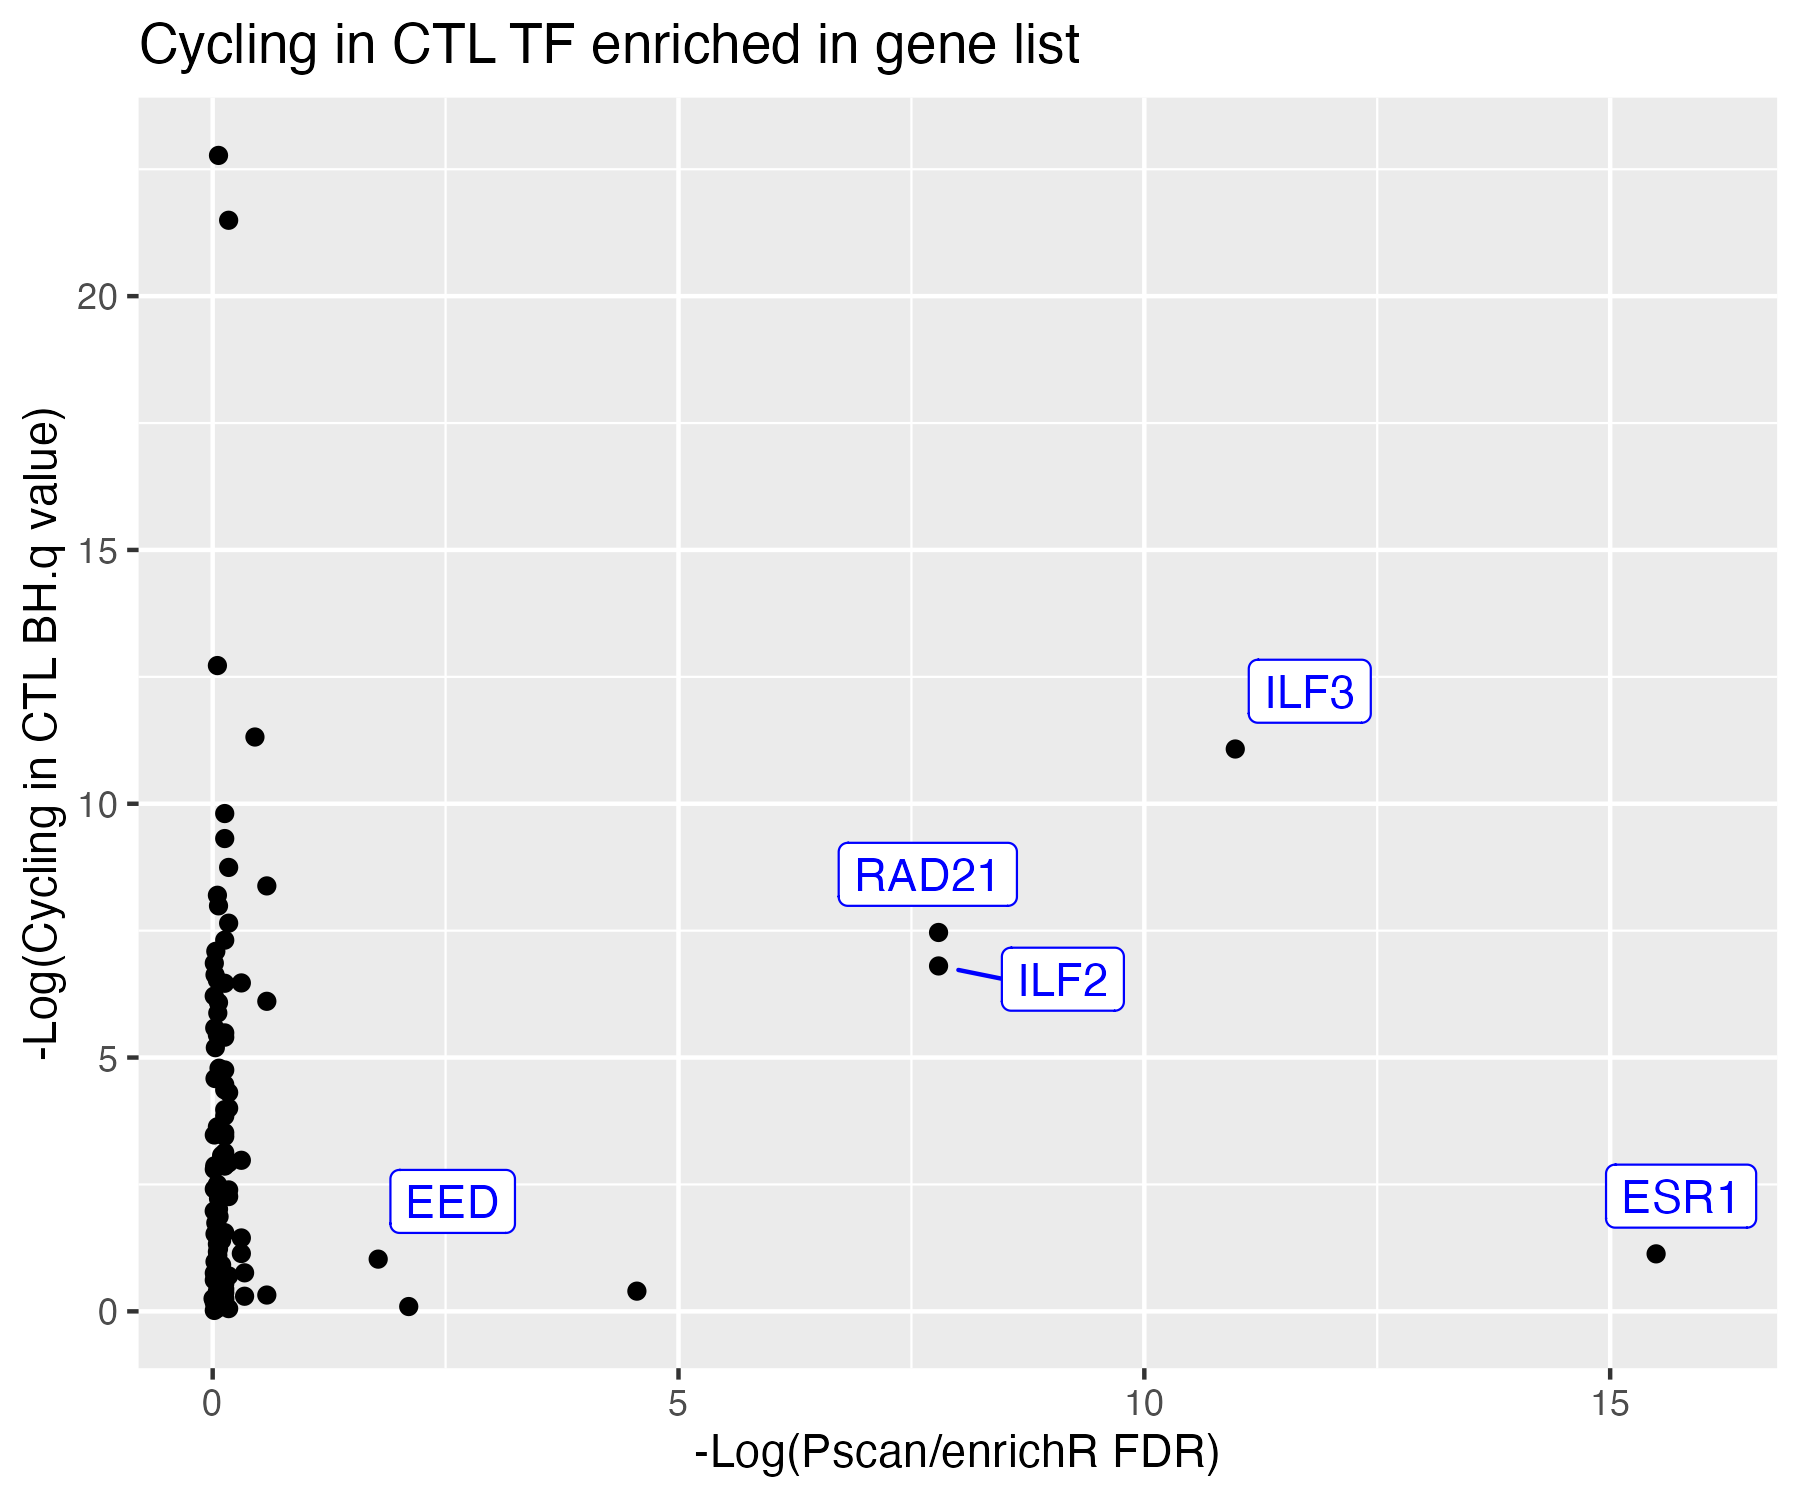 Cycling in CTL TF enriched in gene list
-Log(Cycling in CTL BH.q value)
20
15
10
5
0
ILF3
RAD21
ILF2
EED
ESR1
0 5 10 15
-Log(Pscan/enrichR FDR)